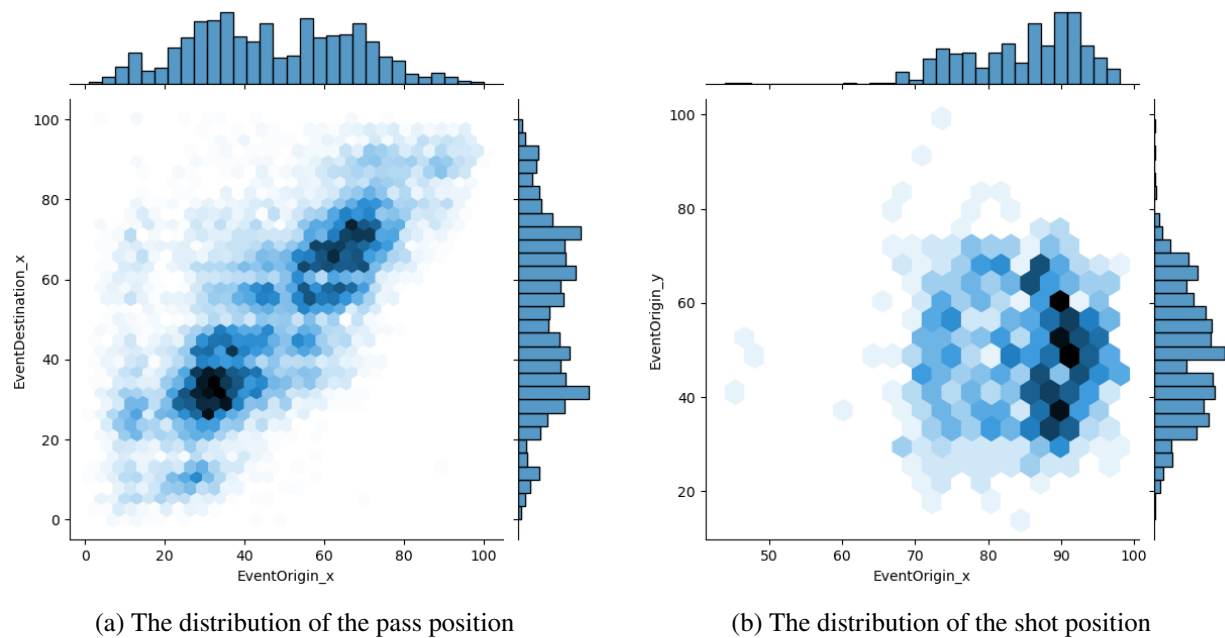 100
80
60
40
20
0
EventDestination_x
0 20 40 60 80 100
EventOrigin_x
(a) The distribution of the pass position
100
80
60
40
20
EventOrigin_y
50 60 70 80 90 100
EventOrigin_x
(b) The distribution of the shot position